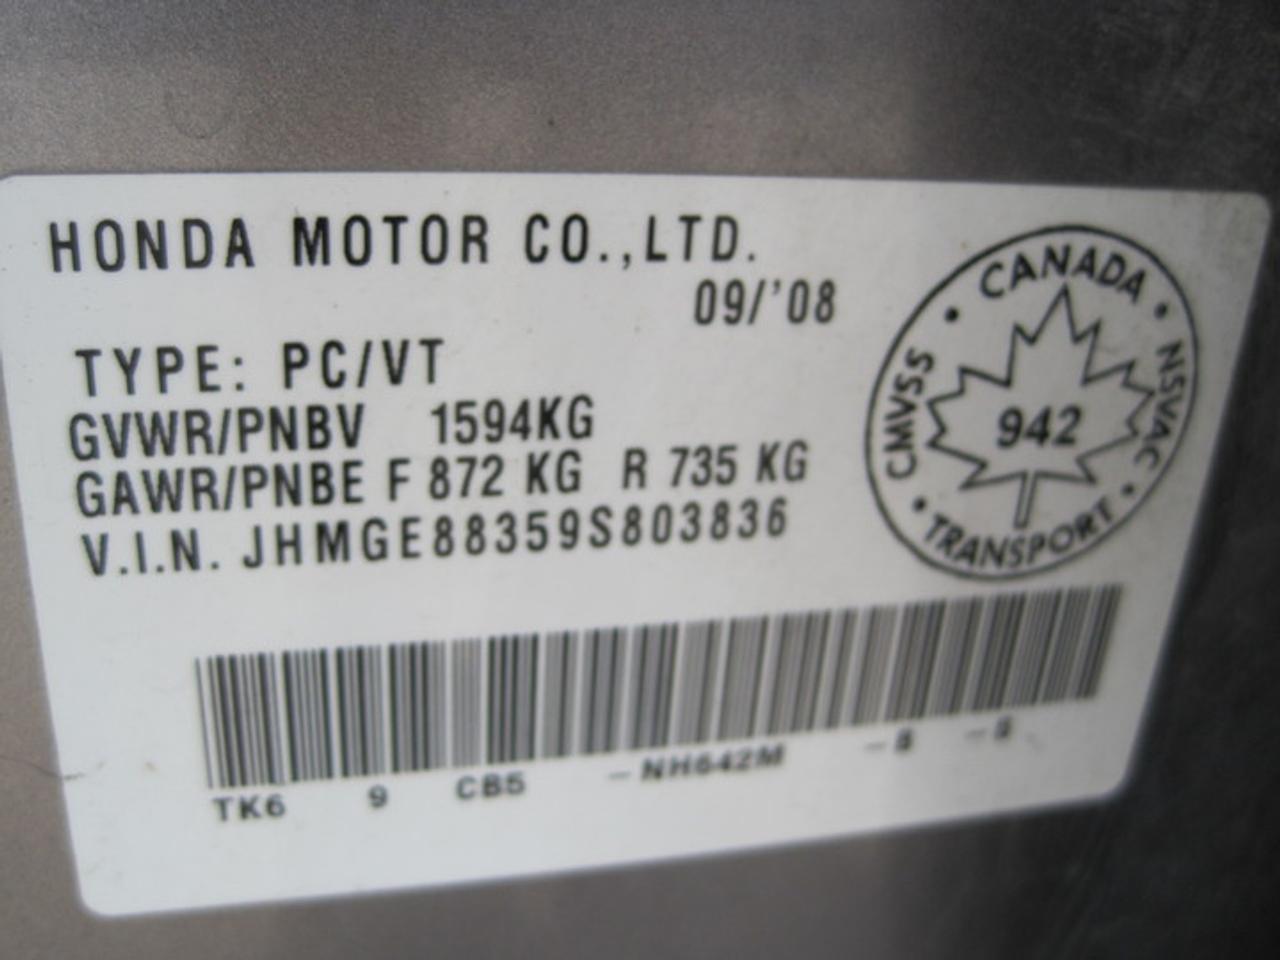 HONDA MOTOR CO.,LTD.
09/'08
TYPE: PC/VT
GVWR/PNBV 1594KG
GAWR/PNBE F 872 KG R 735 KG
V.I.N. JHMGE88359S803836
CANADA
NSVAC
TRANSPORT
CMVSS
942
TK6 9 CB5 -NH642M